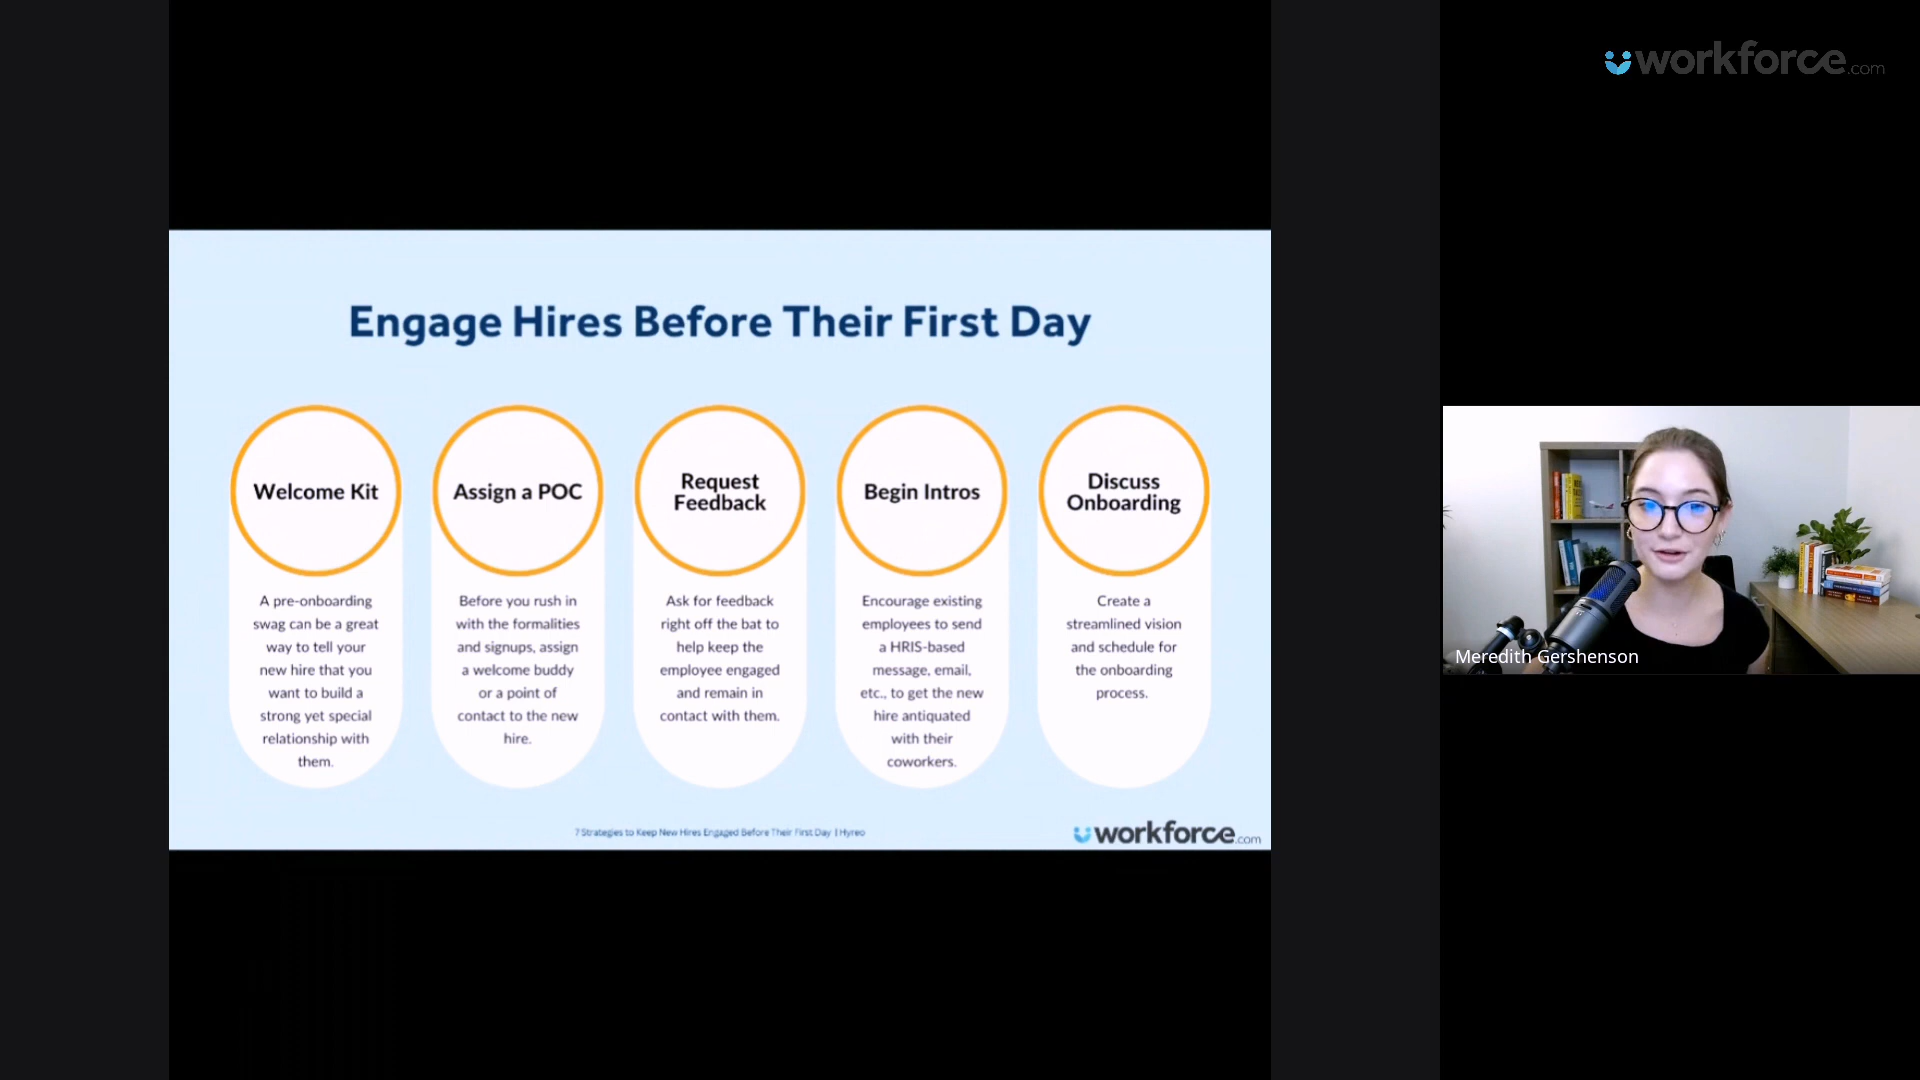 workforce.com
Engage Hires Before Their First Day
Welcome Kit
A pre-onboarding
swag can be a great
way to tell your
new hire that you
want to build a
strong yet special
relationship with
them.
Assign a POC
Before you rush in
with the formalities
and signups, assign
a welcome buddy
or a point of
contact to the new
hire.
Request
Feedback
Ask for feedback
right off the bat to
help keep the
employee engaged
and remain in
contact with them.
Begin Intros
Encourage existing
employees to send
a HRIS-based
message, email,
etc., to get the new
hire antiquated
with their
coworkers.
Discuss
Onboarding
Create a
streamlined vision
and schedule for
the onboarding
process.
7 Strategies to Keep New Hires Engaged Before Their First Day | Hyreo
workforce.com
Meredith Gershenson